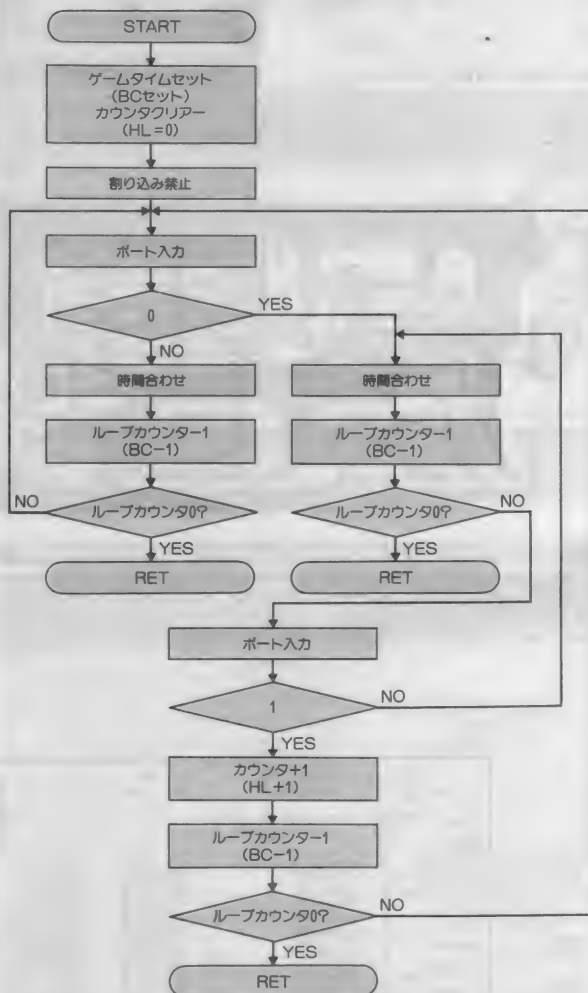 START
ゲームタイムセット
(BCセット)
カウンタクリアー
(HL=0)
割り込み禁止
ポート入力
0
YES
NO
時間合わせ
時間合わせ
ループカウンター1
(BC-1)
ループカウンター1
(BC-1)
NO
ループカウンタ0?
ループカウンタ0?
NO
YES
YES
RET
RET
ポート入力
1
NO
YES
カウンタ+1
(HL+1)
ループカウンター1
(BC-1)
ループカウンタ0?
NO
YES
RET